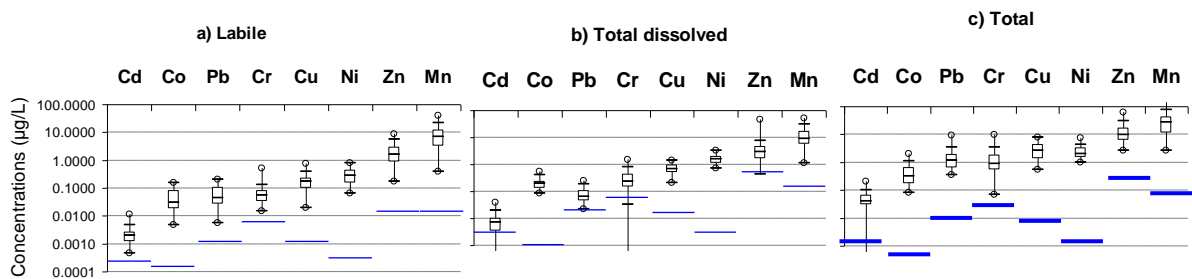 a) Labile
b) Total dissolved
c) Total
Cd Co Pb Cr Cu Ni Zn Mn
Cd Co Pb Cr Cu Ni Zn Mn
Cd Co Pb Cr Cu Ni Zn Mn
Concentrations (µg/L)
100.0000
10.0000
1.0000
0.1000
0.0100
0.0010
0.0001